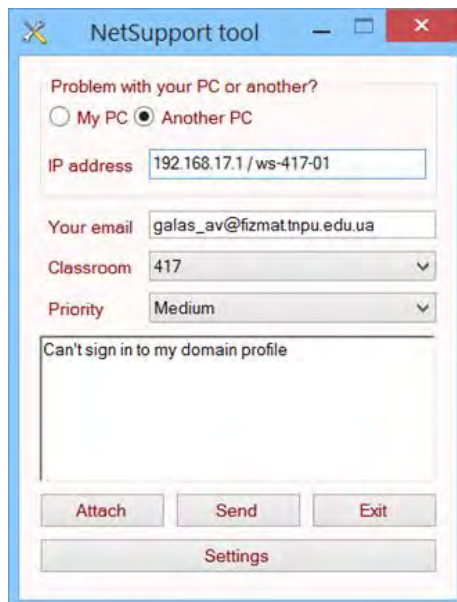 NetSupport tool
Problem with your PC or another?
My PC Another PC
IP address 192.168.17.1 / ws-417-01
Your email galas_av@fizmat.tnpu.edu.ua
Classroom 417
Priority Medium
Can't sign in to my domain profile
Attach Send Exit
Settings